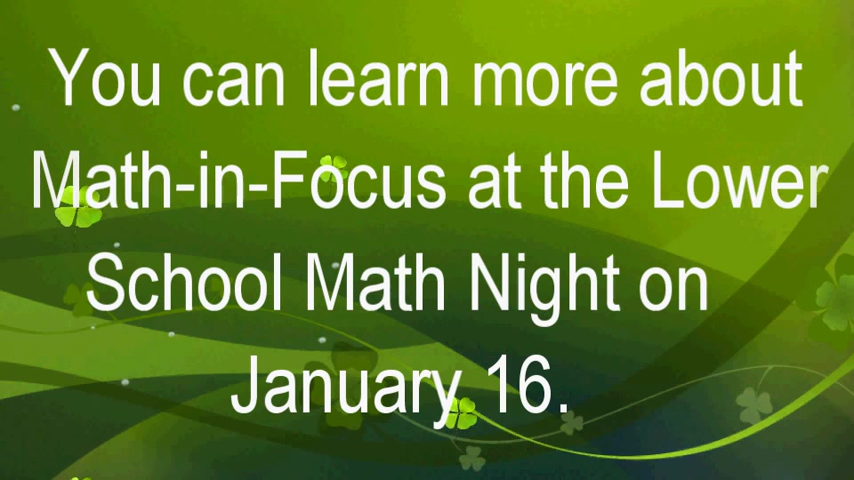 You can learn more about
Math-in-Focus at the Lower
School Math Night on
January 16.